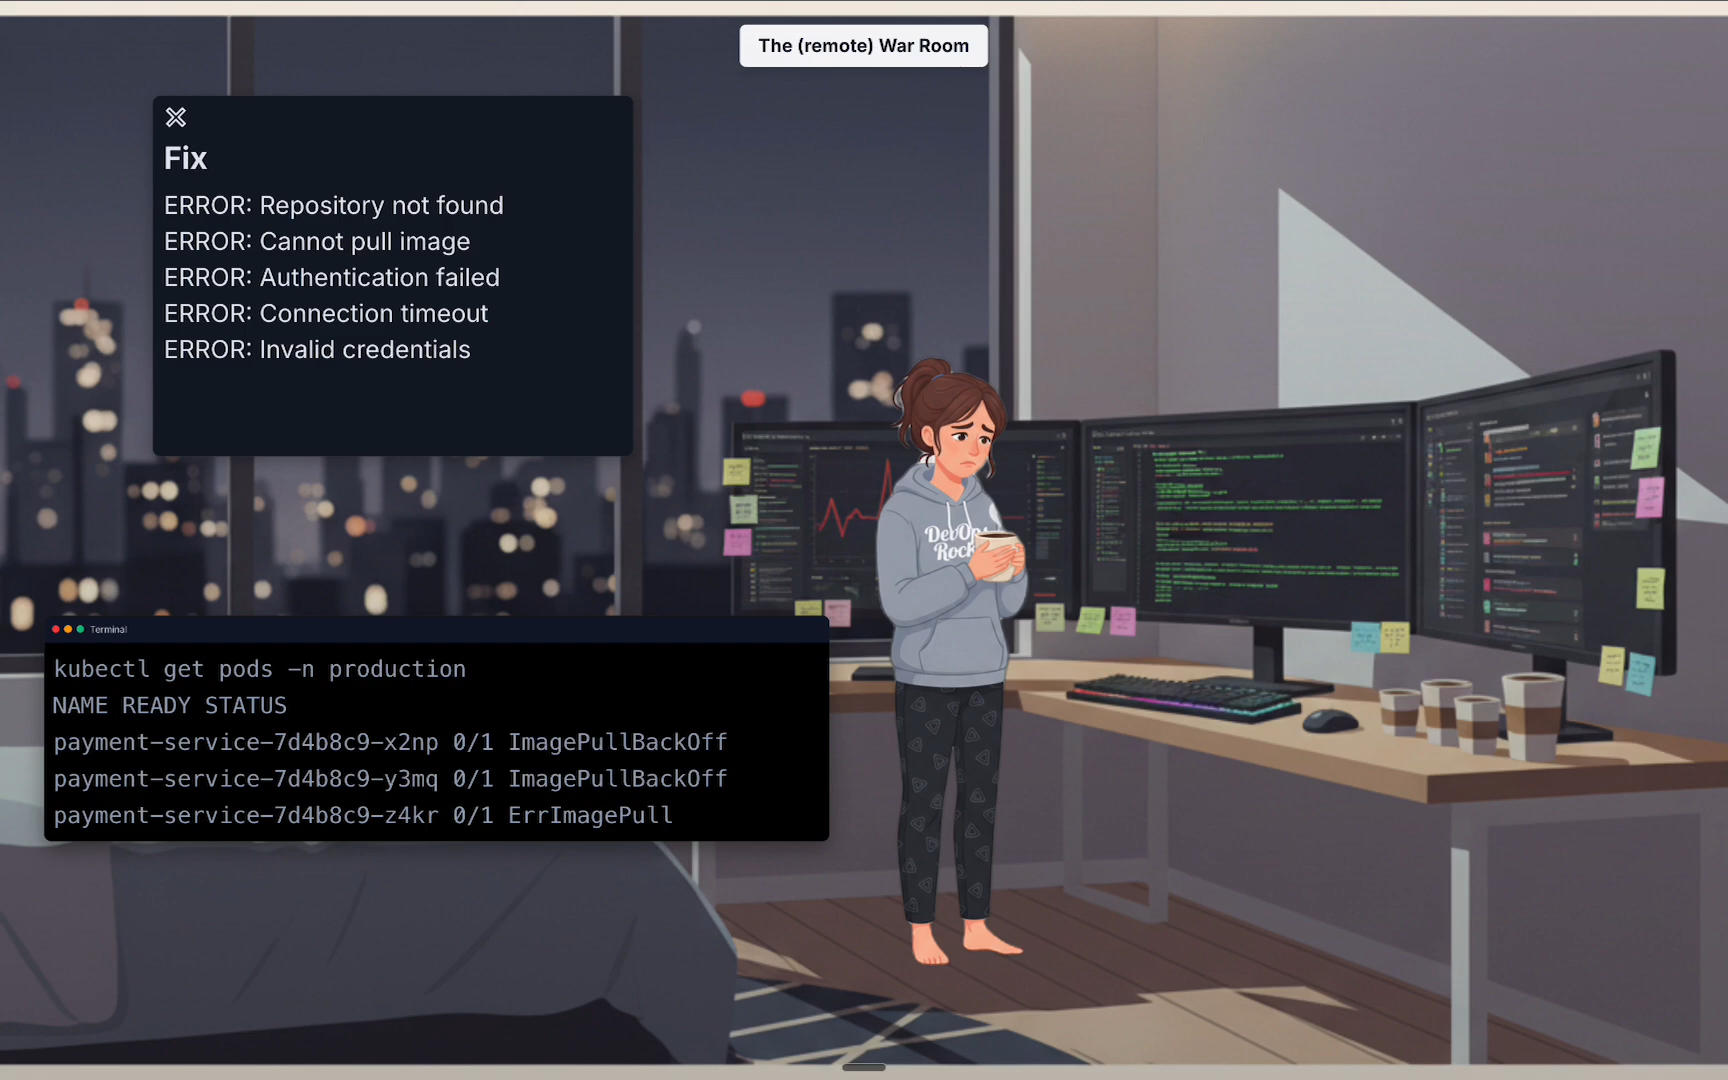 The (remote) War Room
Fix
ERROR: Repository not found
ERROR: Cannot pull image
ERROR: Authentication failed
ERROR: Connection timeout
ERROR: Invalid credentials
DevOps
Rock
Terminal
kubectl get pods -n production
NAME READY STATUS
payment-service-7d4b8c9-x2np 0/1 ImagePullBackOff
payment-service-7d4b8c9-y3mq 0/1 ImagePullBackOff
payment-service-7d4b8c9-z4kr 0/1 ErrImagePull